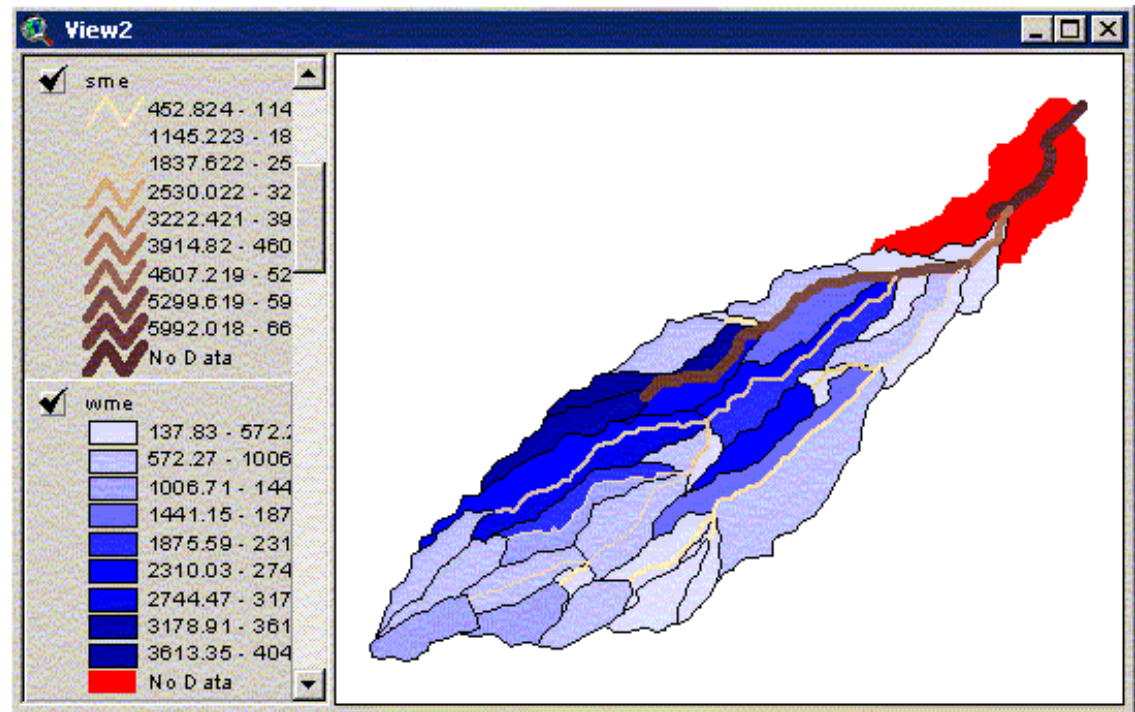 View2
sme
452.824 - 114
1145.223 - 18
1837.622 - 25
2530.022 - 32
3222.421 - 39
3914.82 - 460
4607.219 - 52
5299.619 - 59
5992.018 - 66
No Data
wme
137.83 - 572.2
572.27 - 1006
1006.71 - 144
1441.15 - 187
1875.59 - 231
2310.03 - 274
2744.47 - 317
3178.91 - 361
3613.35 - 404
No Data